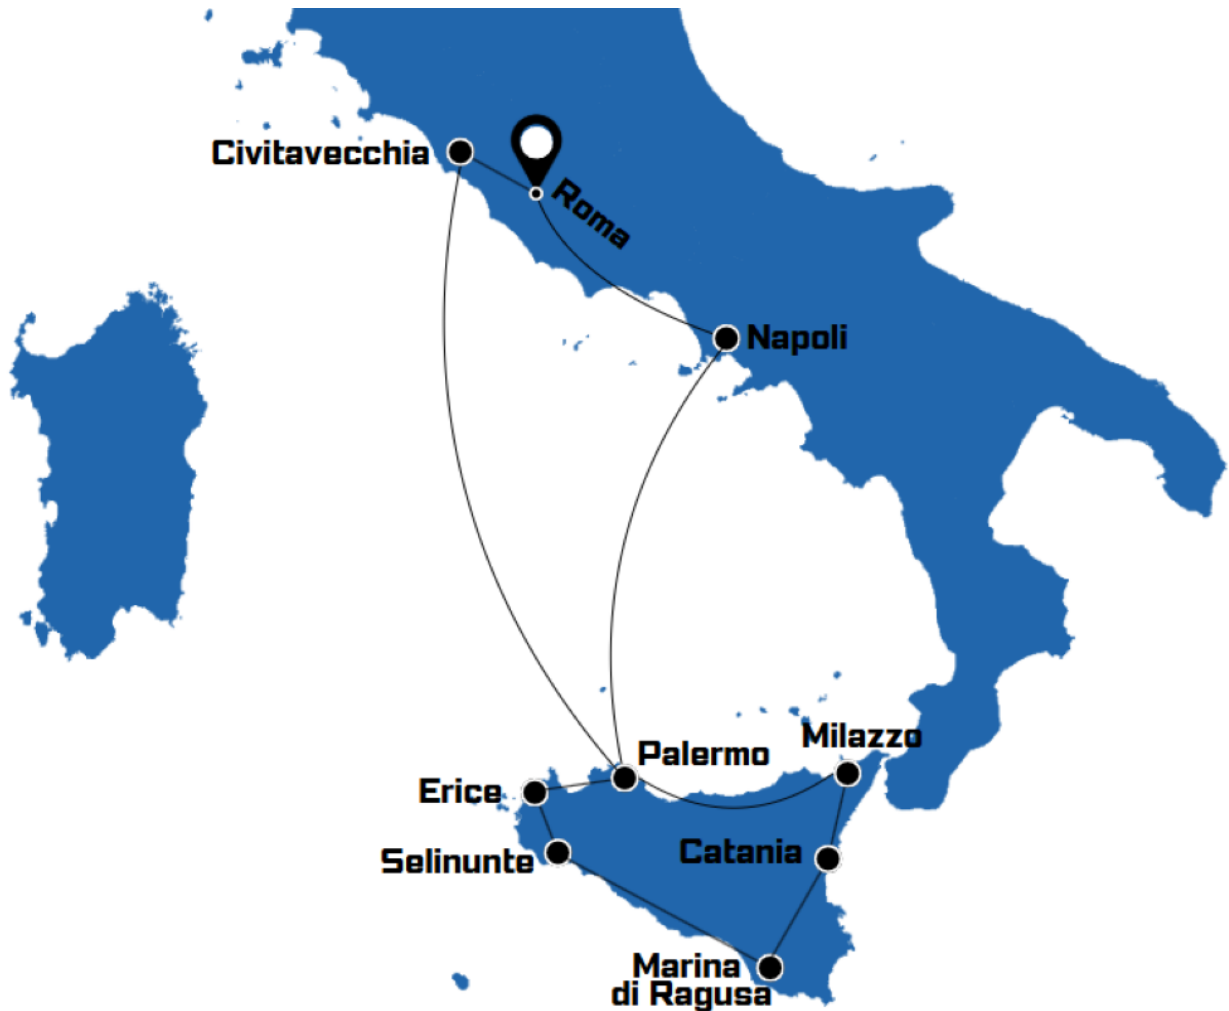 Civitavecchia
Roma
Napoli
Palermo
Milazzo
Erice
Selinunte
Catania
Marina
di Ragusa